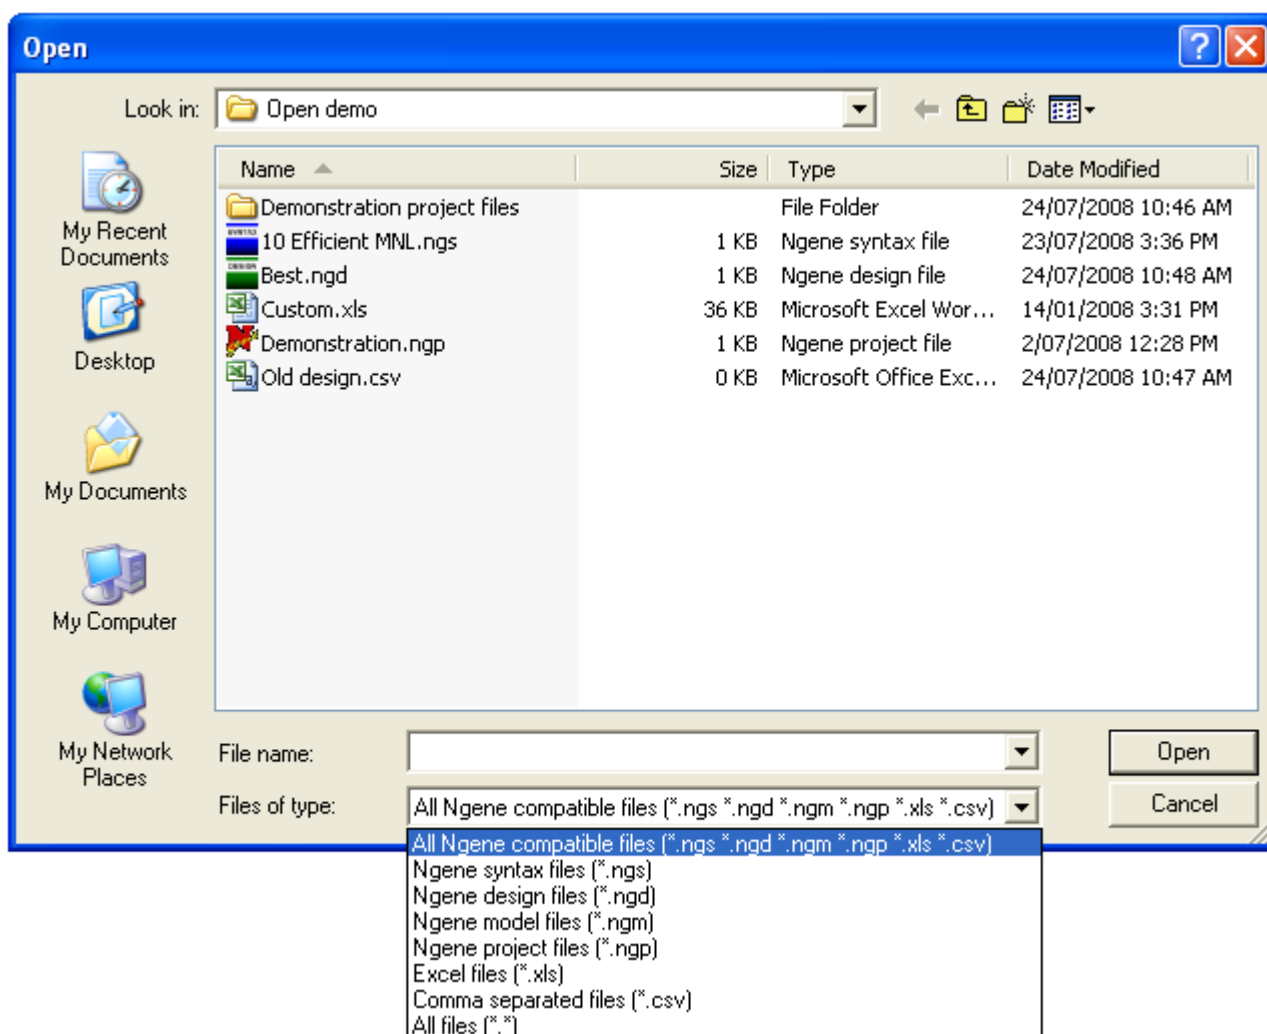 Open
Look in: Open demo
Name Size Type Date Modified
Demonstration project files File Folder 24/07/2008 10:46 AM
10 Efficient MNL.ngs 1 KB Ngene syntax file 23/07/2008 3:36 PM
Best.ngd 1 KB Ngene design file 24/07/2008 10:48 AM
Custom.xls 36 KB Microsoft Excel Wor... 14/01/2008 3:31 PM
Demonstration.ngp 1 KB Ngene project file 2/07/2008 12:28 PM
Old design.csv 0 KB Microsoft Office Exc... 24/07/2008 10:47 AM
My Recent
Documents
Desktop
My Documents
My Computer
My Network
Places
File name:
Open
Files of type: All Ngene compatible files (*.ngs *.ngd *.ngm *.ngp *.xls *.csv)
Cancel
All Ngene compatible files (*.ngs *.ngd *.ngm *.ngp *.xls *.csv)
Ngene syntax files (*.ngs)
Ngene design files (*.ngd)
Ngene model files (*.ngm)
Ngene project files (*.ngp)
Excel files (*.xls)
Comma separated files (*.csv)
All files (*.*)